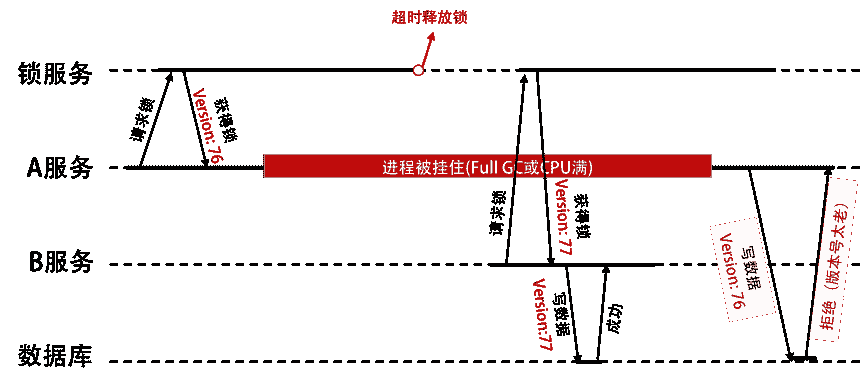 超时释放锁
锁服务
请求锁
获得锁
Version: 76
A服务
进程被挂住(Full GC或CPU满)
请求锁
获得锁
Version: 77
B服务
写数据
Version:77
成功
写数据
Version: 76
拒绝（版本号太老）
数据库